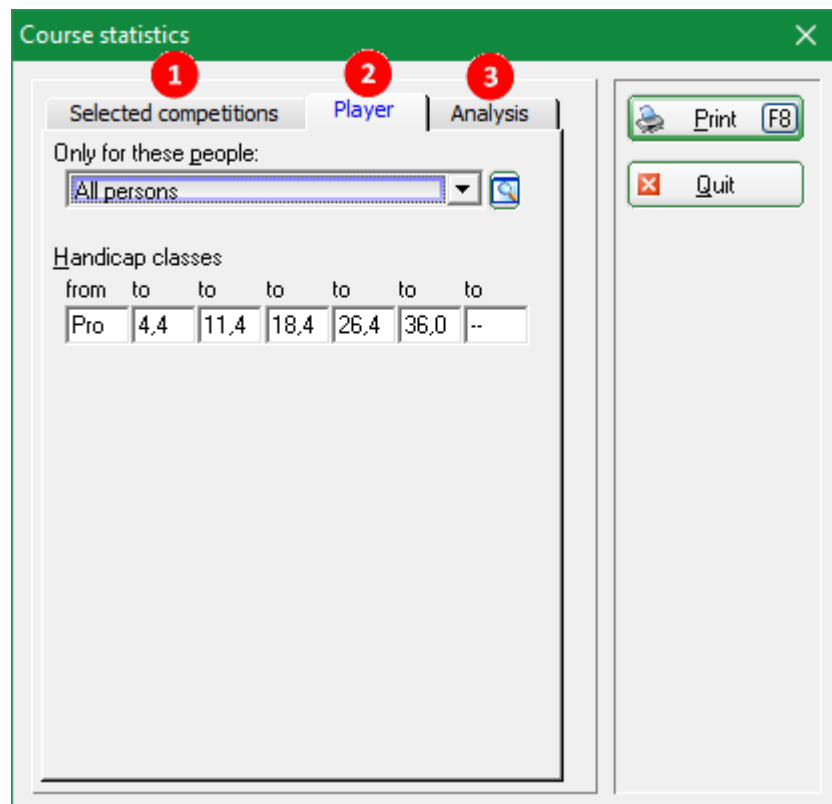 Course statistics
1 2 3
Selected competitions Player Analysis
Only for these people:
All persons
Handicap classes
from to to to to to to
Pro 4,4 11,4 18,4 26,4 36,0 --
Print F8
Quit